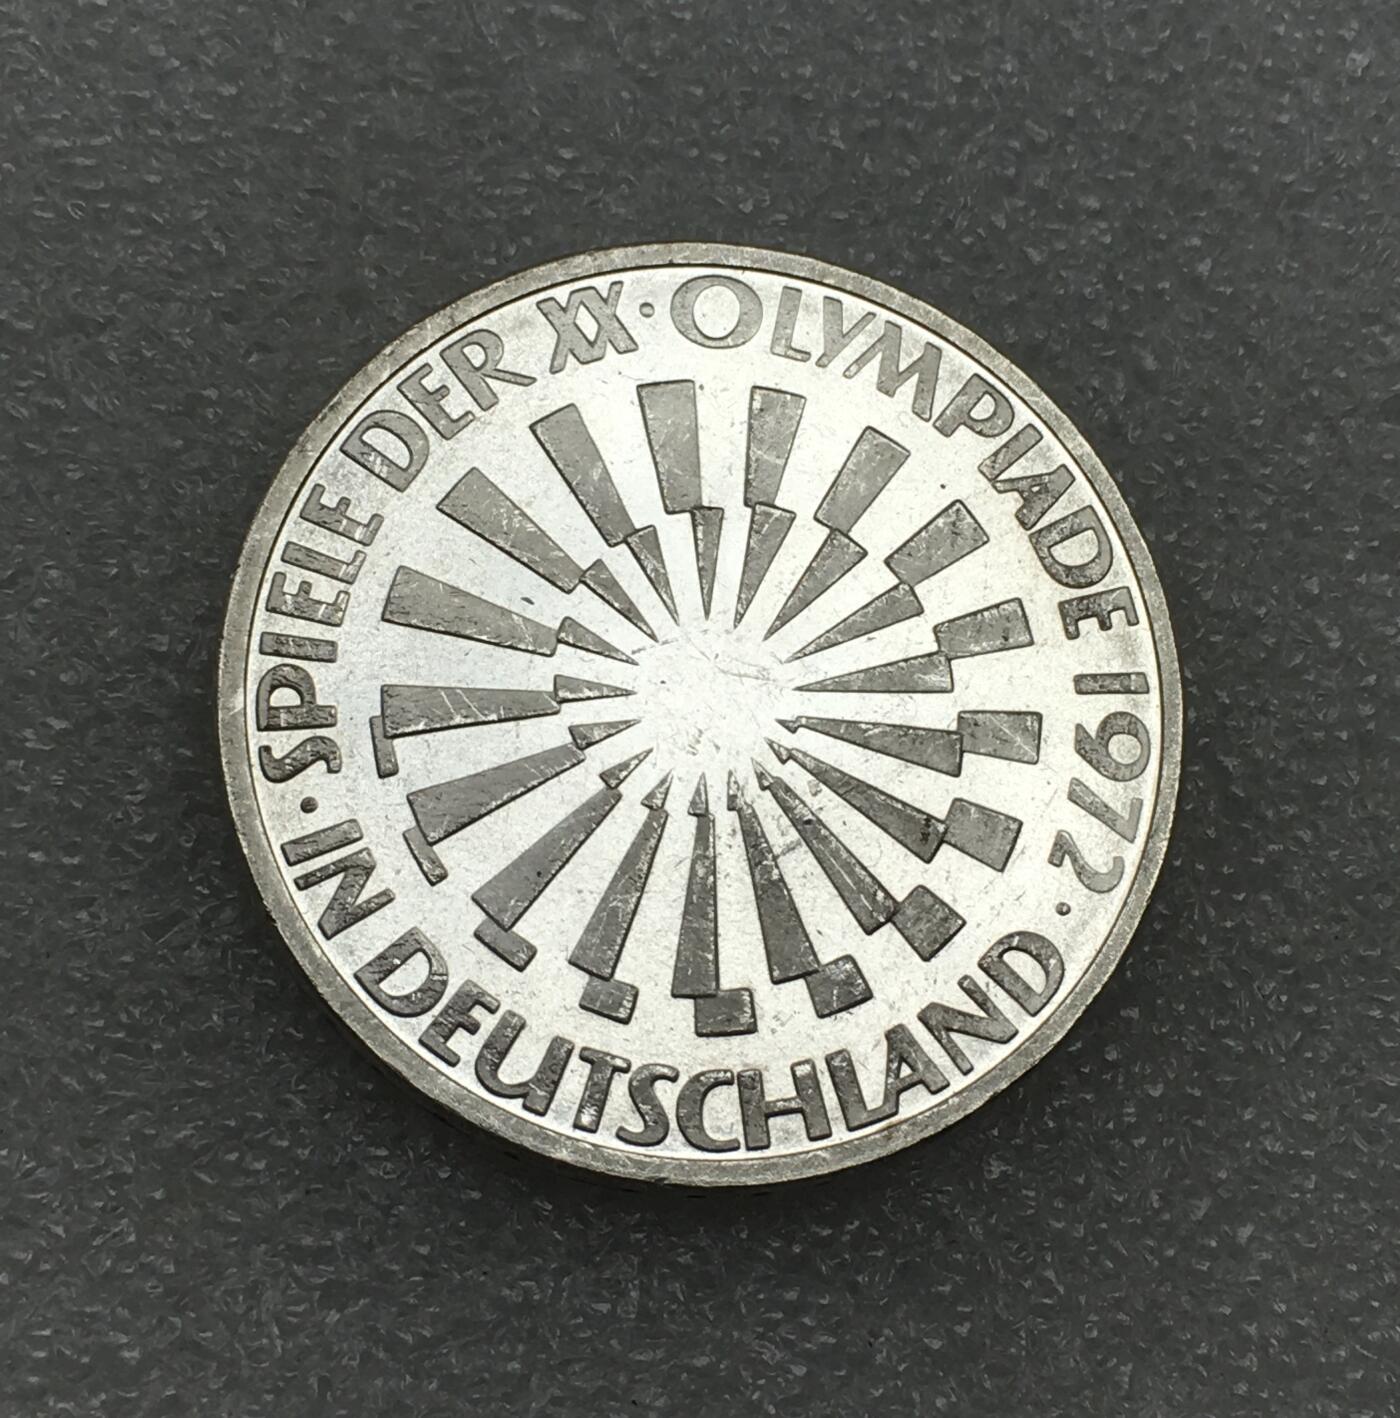 SPIELE DER XX · OLYMPIADE 1972 ·
IN DEUTSCHLAND ·